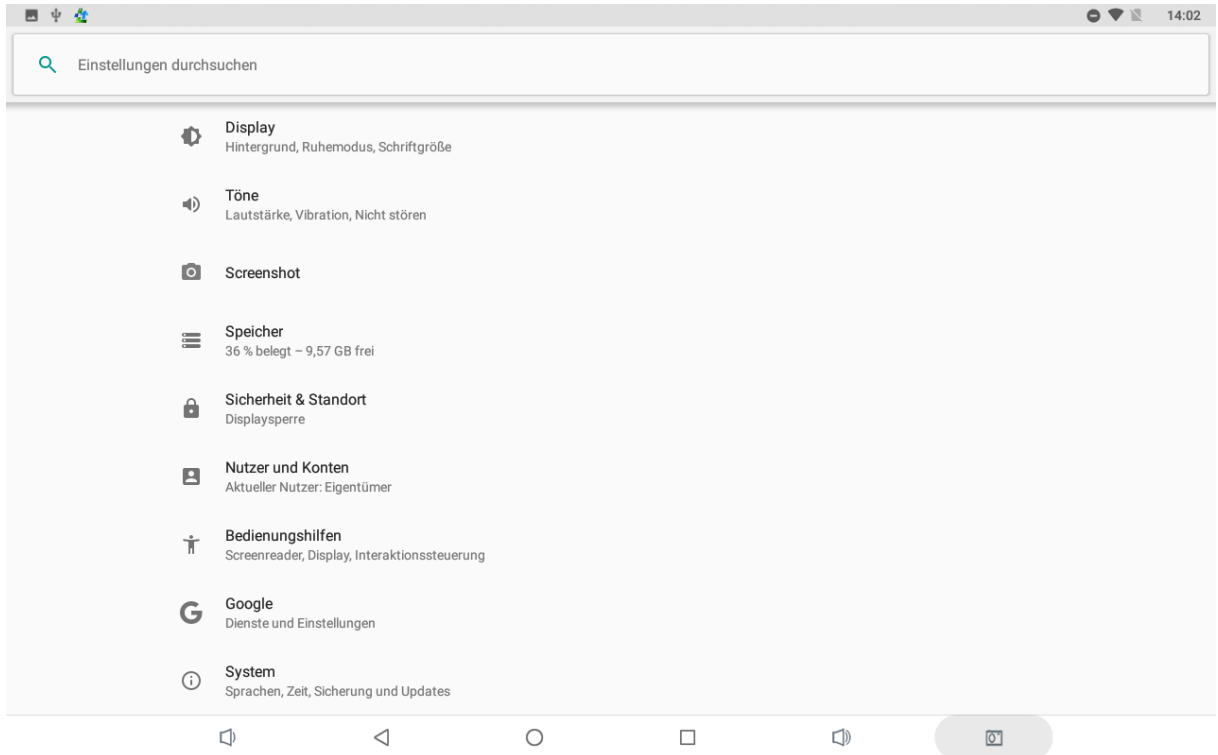 14:02
Einstellungen durchsuchen
Display
Hintergrund, Ruhemodus, Schriftgröße
Töne
Lautstärke, Vibration, Nicht stören
Screenshot
Speicher
36 % belegt – 9,57 GB frei
Sicherheit & Standort
Displaysperre
Nutzer und Konten
Aktueller Nutzer: Eigentümer
Bedienungshilfen
Screenreader, Display, Interaktionssteuerung
Google
Dienste und Einstellungen
System
Sprachen, Zeit, Sicherung und Updates